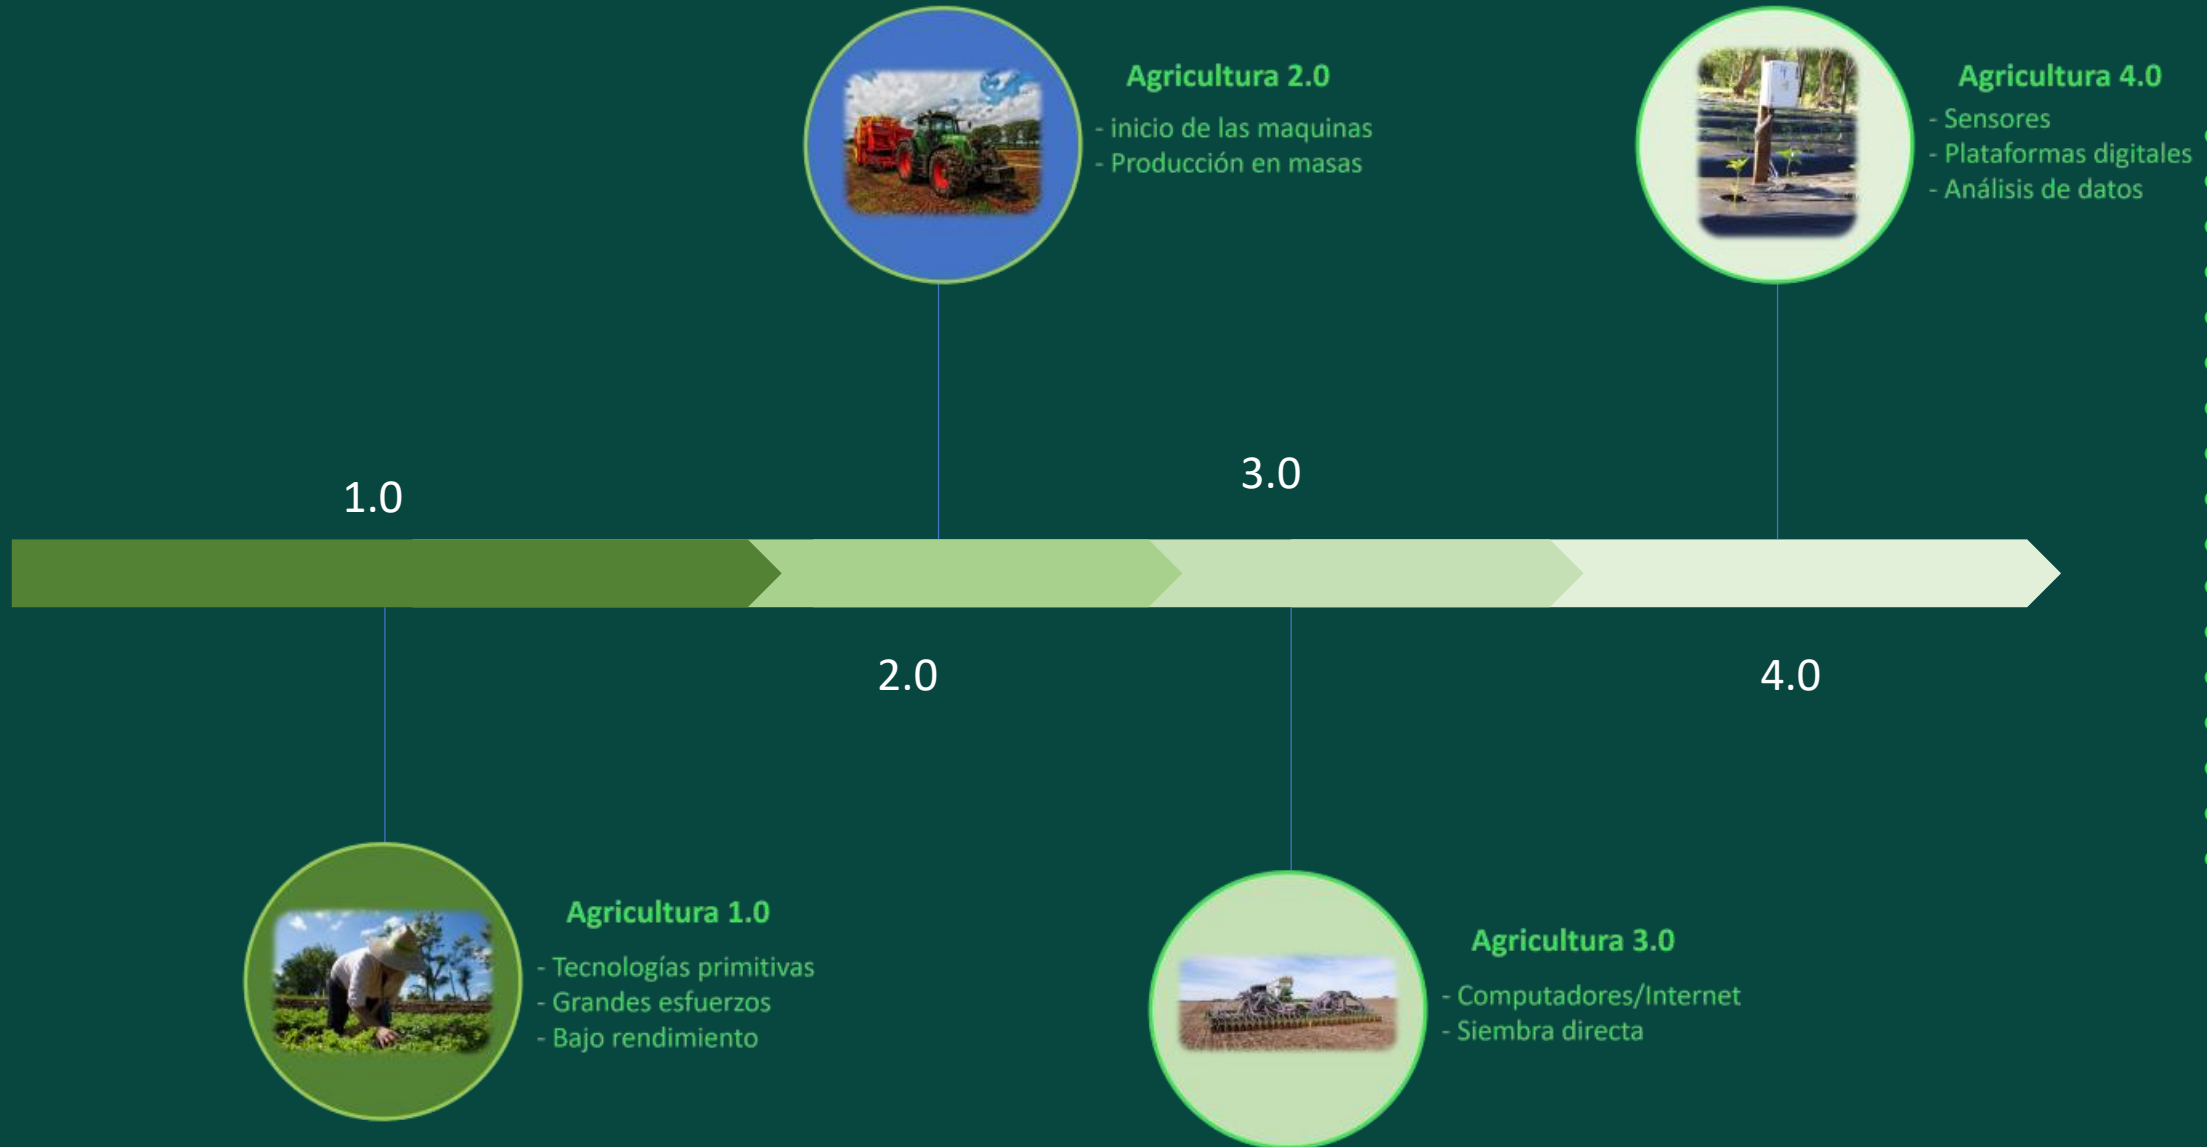 Agricultura 2.0
- inicio de las maquinas
- Producción en masas
Agricultura 4.0
- Sensores
- Plataformas digitales
- Análisis de datos
1.0
3.0
2.0
4.0
Agricultura 1.0
- Tecnologías primitivas
- Grandes esfuerzos
- Bajo rendimiento
Agricultura 3.0
- Computadores/Internet
- Siembra directa